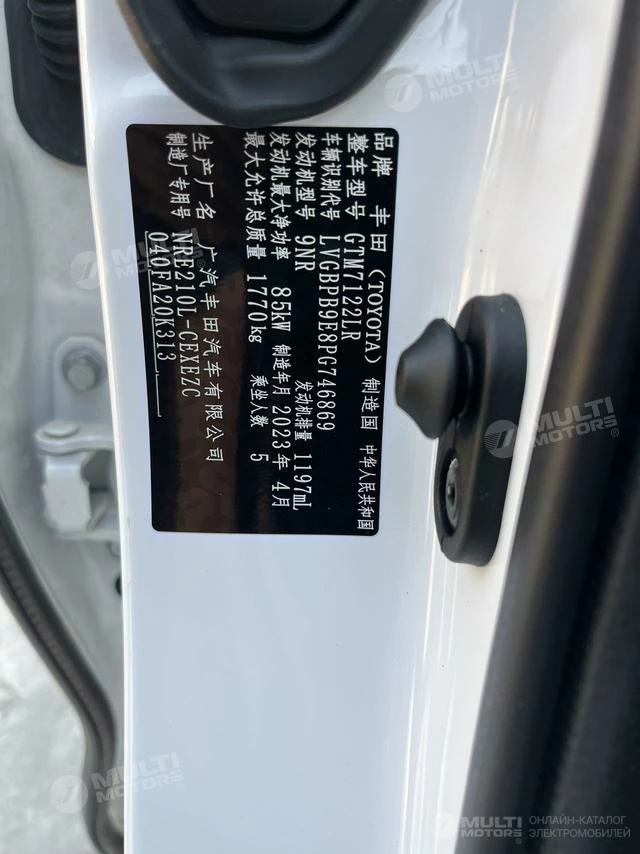 品牌 丰田(TOYOTA) 制造国 中华人民共和国
整车型号 GTM7122LR
车辆识别代号 LVGBPB9E8PG746869
发动机型号 9NR 发动机排量 1197mL
发动机最大净功率 85kW 制造年月 2023年 4月
最大允许总质量 1770kg 乘坐人数 5
生产厂名 广汽丰田汽车有限公司
制造厂专用号 NRE210L-CEXEZC
040FA20K313
MULTI MOTORS
MULTI MOTORS
MULTI MOTORS
MULTI MOTORS
MULTI MOTORS ОНЛАЙН-КАТАЛОГ ЭЛЕКТРОМОБИЛЕЙ